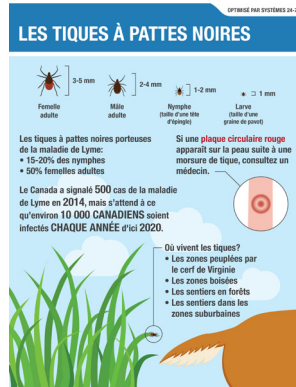 OPTIMISÉ PAR SYSTÈMES 24-7
LES TIQUES À PATTES NOIRES
3-5 mm
2-4 mm
1-2 mm
1 mm
Femelle
adulte
Mâle
adulte
Nymphe
(taille d'une tête
d'épingle)
Larve
(taille d'une
graine de pavot)
Les tiques à pattes noires porteuses
de la maladie de Lyme:
• 15-20% des nymphes
• 50% femelles adultes
Si une plaque circulaire rouge
apparaît sur la peau suite à une
morsure de tique, consultez un
médecin.
Le Canada a signalé 500 cas de la maladie
de Lyme en 2014, mais s'attend à ce
qu'environ 10 000 CANADIENS soient
infectés CHAQUE ANNÉE d'ici 2020.
Où vivent les tiques?
• Les zones peuplées par
le cerf de Virginie
• Les zones boisées
• Les sentiers en forêts
• Les sentiers dans les
zones suburbaines